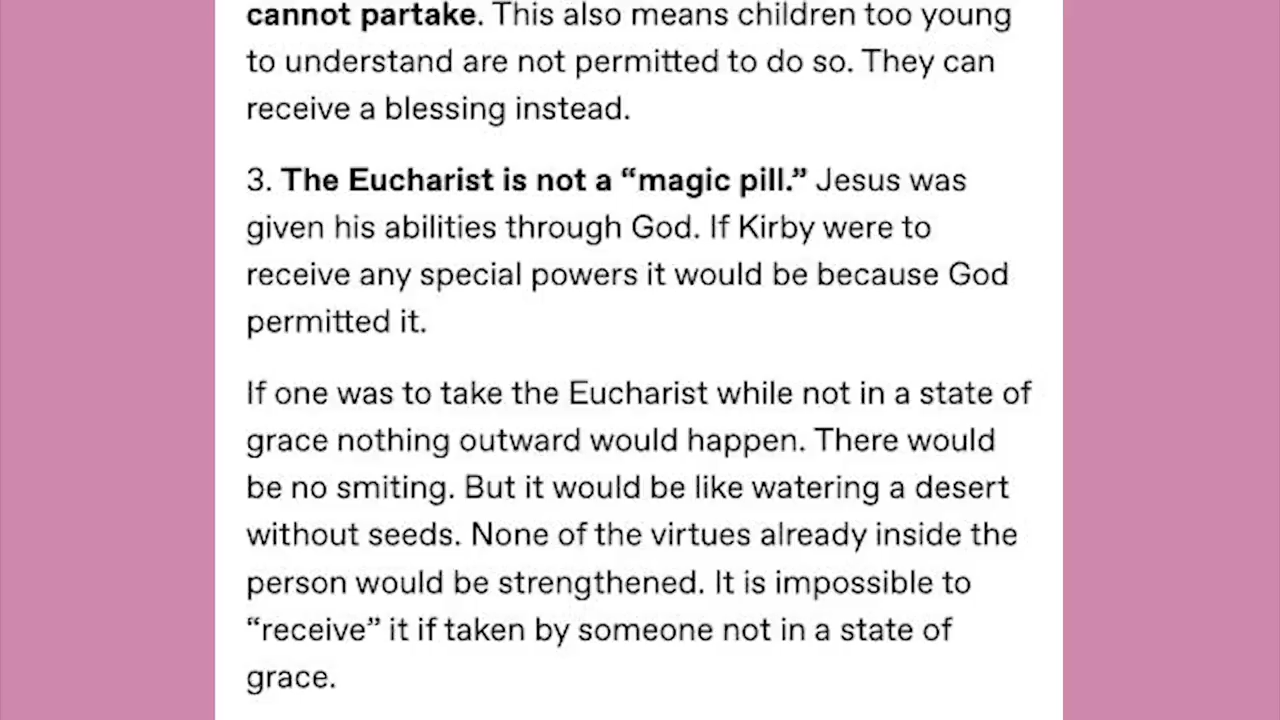 cannot partake. This also means children too young
to understand are not permitted to do so. They can
receive a blessing instead.
3. The Eucharist is not a “magic pill.” Jesus was
given his abilities through God. If Kirby were to
receive any special powers it would be because God
permitted it.
If one was to take the Eucharist while not in a state of
grace nothing outward would happen. There would
be no smiting. But it would be like watering a desert
without seeds. None of the virtues already inside the
person would be strengthened. It is impossible to
“receive” it if taken by someone not in a state of
grace.